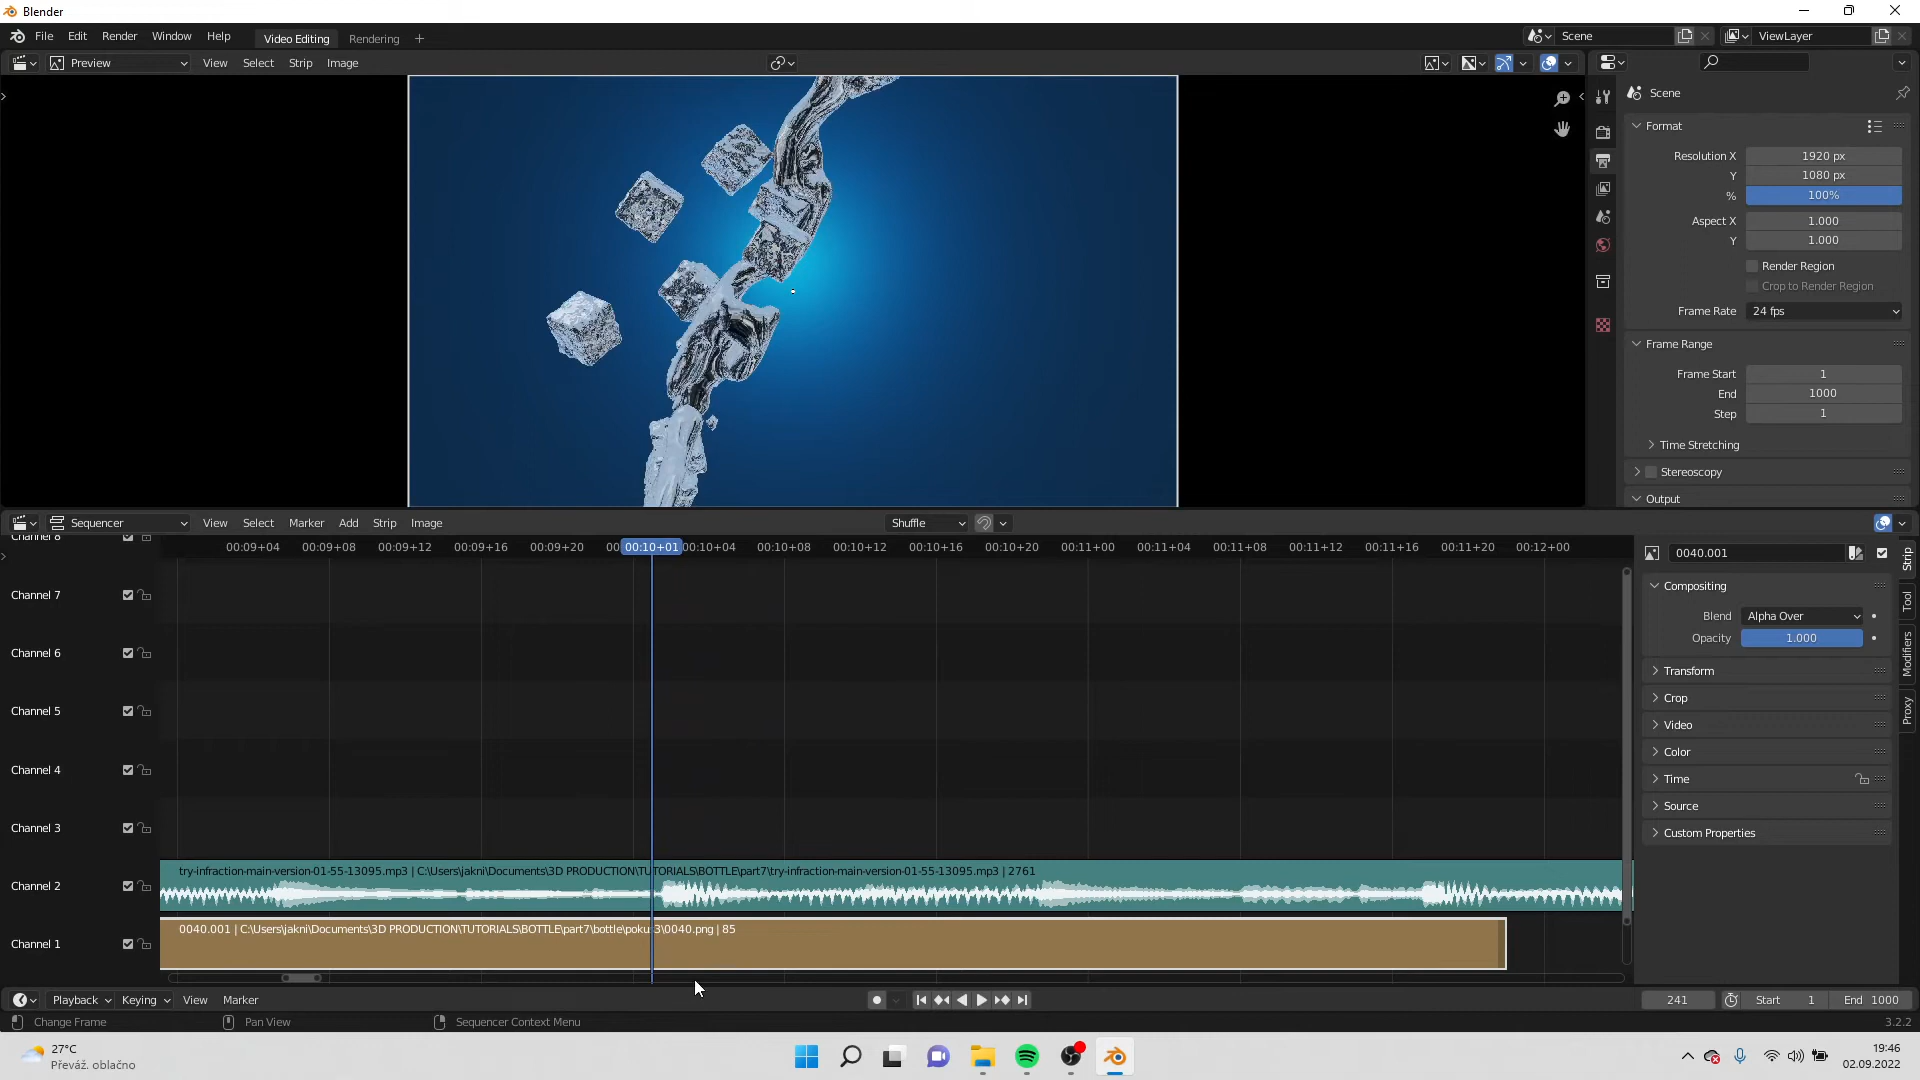 Blender
File Edit Render Window Help Video Editing Rendering + Scene ViewLayer
Preview View Select Strip Image
Scene
Format
Resolution X 1920 px
Y 1080 px
% 100%
Aspect X 1.000
Y 1.000
Render Region
Crop to Render Region
Frame Rate 24 fps
Frame Range
Frame Start 1
End 1000
Step 1
Time Stretching
Stereoscopy
Output
Sequencer View Select Marker Add Strip Image Shuffle
00:09+04 00:09+08 00:09+12 00:09+16 00:09+20 00 00:10+01 00:10+04 00:10+08 00:10+12 00:10+16 00:10+20 00:11+00 00:11+04 00:11+08 00:11+12 00:11+16 00:11+20 00:12+00
Channel 8
Channel 7
Channel 6
Channel 5
Channel 4
Channel 3
Channel 2
try-infraction-main-version-01-55-13095.mp3 | C:\Users\jakni\Documents\3D PRODUCTION\TUTORIALS\BOTTLE\part7\try-infraction-main-version-01-55-13095.mp3 | 2761
Channel 1
0040.001 | C:\Users\jakni\Documents\3D PRODUCTION\TUTORIALS\BOTTLE\part7\bottle\pokus3\0040.png | 85
0040.001
Compositing
Blend Alpha Over
Opacity 1.000
Transform
Crop
Video
Color
Time
Source
Custom Properties
Strip
Tool
Modifiers
Proxy
Playback Keying View Marker 241 Start 1 End 1000
Change Frame Pan View Sequencer Context Menu 3.2.2
27°C
Převáž. oblačno
19:46
02.09.2022